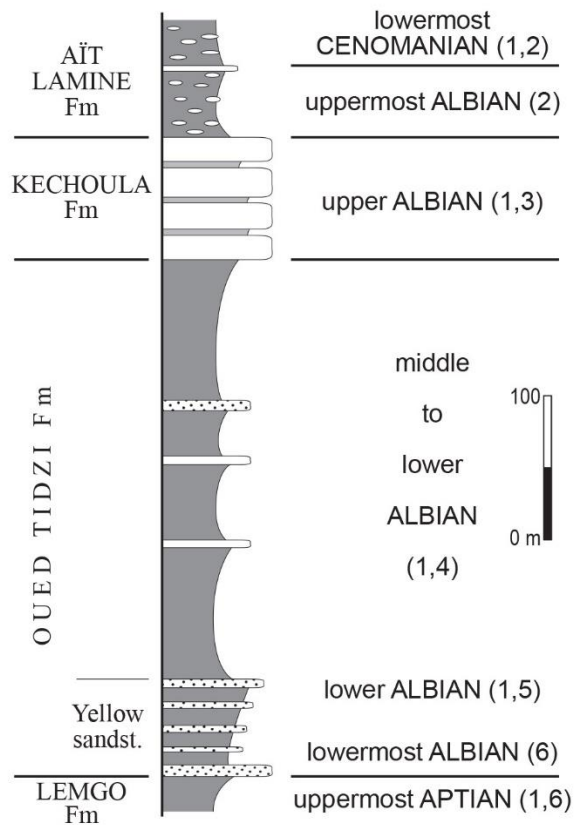 AÏT
LAMINE
Fm
lowermost
CENOMANIAN (1,2)
uppermost ALBIAN (2)
KECHOULA
Fm
upper ALBIAN (1,3)
OUED TIDZI Fm
middle
to
lower
ALBIAN
(1,4)
100
0 m
Yellow
sandst.
lower ALBIAN (1,5)
lowermost ALBIAN (6)
LEMGO
Fm
uppermost APTIAN (1,6)